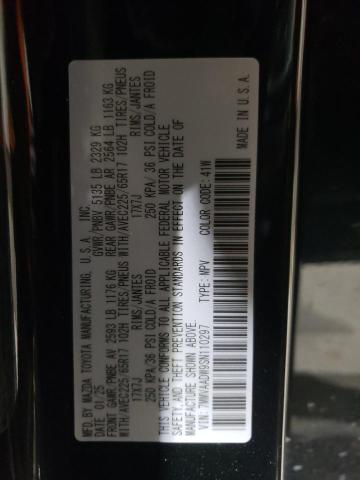 MFD.BY MAZDA TOYOTA MANUFACTURING, U.S.A., INC.
DATE: 01/25 GVWR/PNBV 5135 LB 2329 KG
FRONT GAWR/PNBE AV 2593 LB 1176 KG REAR GAWR/PNBE AR 2564 LB 1163 KG
WITH/AVEC225/65R17 102H TIRES/PNEUS WITH/AVEC225/65R17 102H TIRES/PNEUS
17X7J RIMS/JANTES 17X7J RIMS/JANTES
250 KPA/36 PSI COLD/A FROID 250 KPA/36 PSI COLD/A FROID
THIS VEHICLE CONFORMS TO ALL APPLICABLE FEDERAL MOTOR VEHICLE
SAFETY AND THEFT PREVENTION STANDARDS IN EFFECT ON THE DATE OF
MANUFACTURE SHOWN ABOVE.
VIN: 7MMVAADW9SN110297 TYPE: MPV COLOR CODE: 41W MADE IN U.S.A.